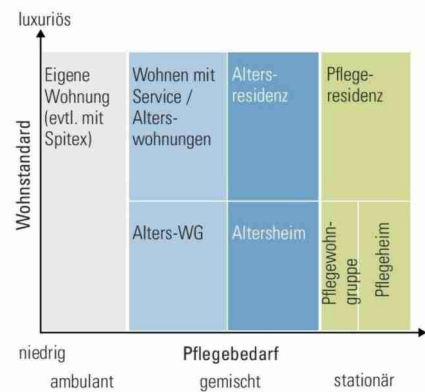 luxuriös
Wohnstandard
Eigene
Wohnung
(evtl. mit
Spitex)
Wohnen mit
Service /
Alters-
wohnungen
Alters-
residenz
Pflege-
residenz
Alters-WG
Altersheim
Pflegewohn-
gruppe
Pflegeheim
niedrig
Pflegebedarf
ambulant
gemischt
stationär